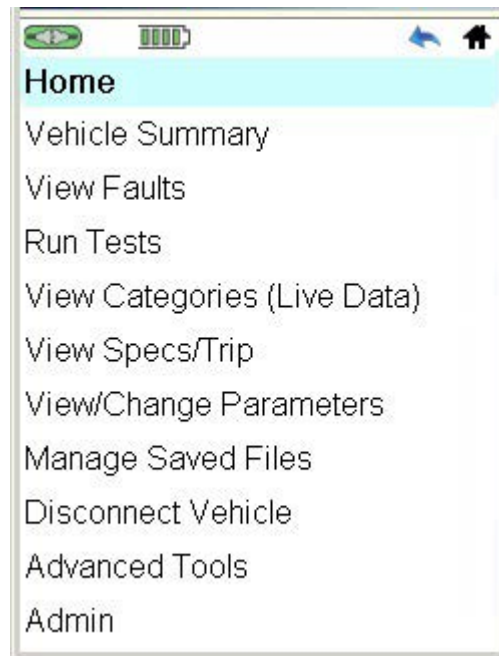 Home
Vehicle Summary
View Faults
Run Tests
View Categories (Live Data)
View Specs/Trip
View/Change Parameters
Manage Saved Files
Disconnect Vehicle
Advanced Tools
Admin